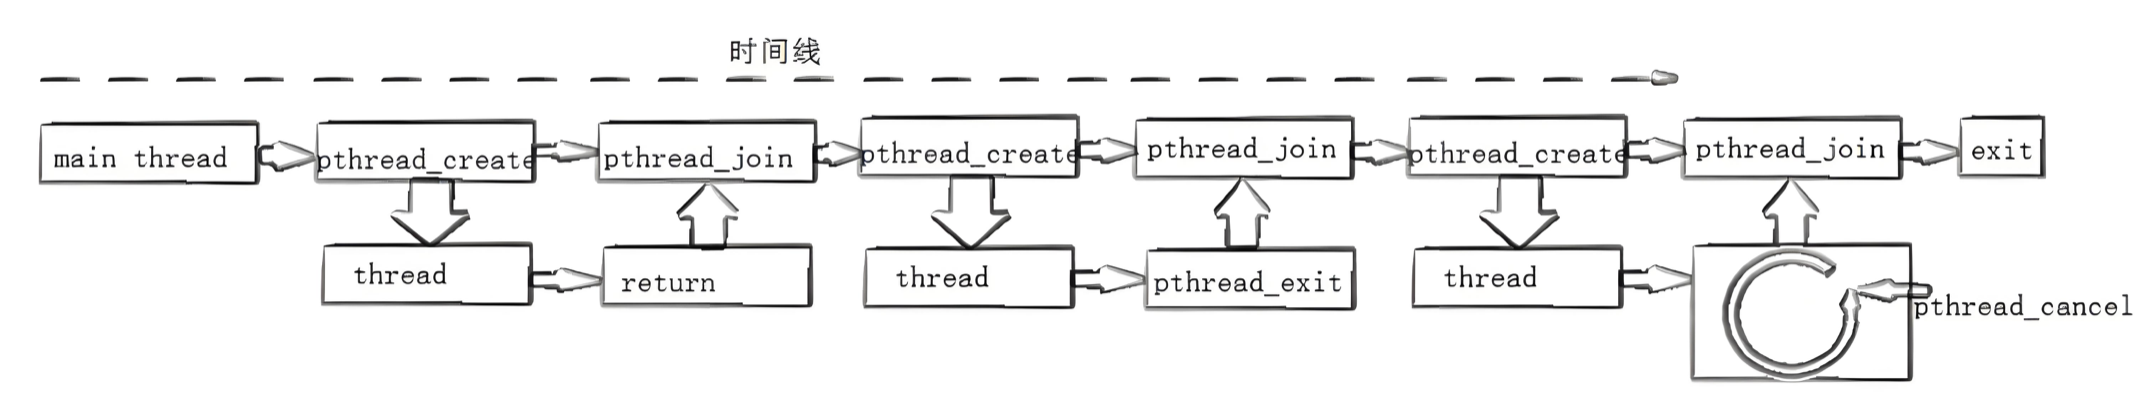 时间线
main thread
pthread_create
pthread_join
pthread_create
pthread_join
pthread_create
pthread_join
exit
thread
return
thread
pthread_exit
thread
pthread_cancel